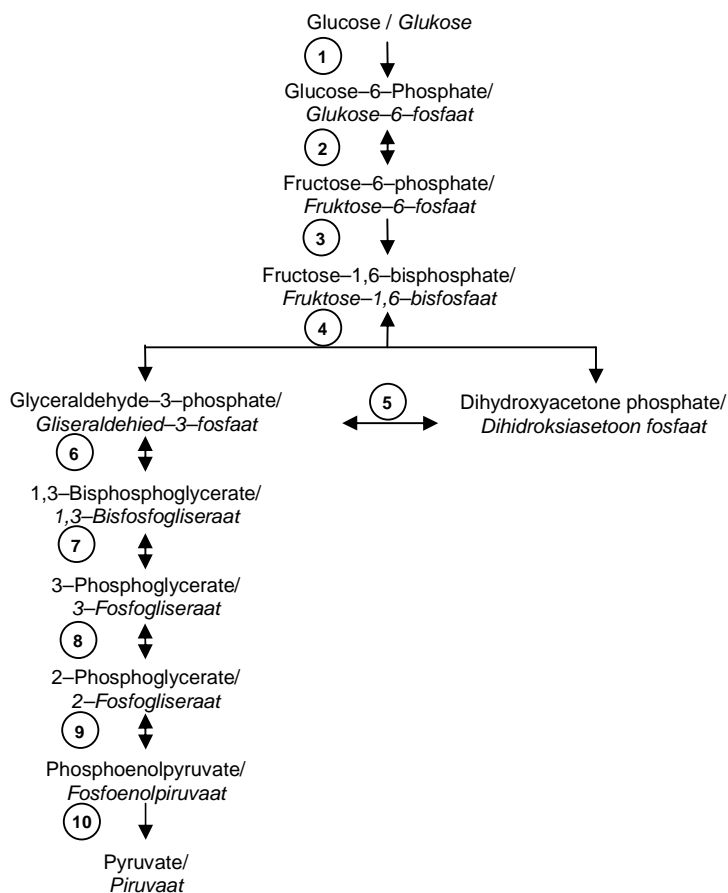 Glucose / Glukose
1
Glucose–6–Phosphate/
Glukose–6–fosfaat
2
Fructose–6–phosphate/
Fruktose–6–fosfaat
3
Fructose–1,6–bisphosphate/
Fruktose–1,6–bisfosfaat
4
Glyceraldehyde–3–phosphate/
Gliseraldehied–3–fosfaat
5
Dihydroxyacetone phosphate/
Dihidroksiasetoon fosfaat
6
1,3–Bisphosphoglycerate/
1,3–Bisfosfogliseraat
7
3–Phosphoglycerate/
3–Fosfogliseraat
8
2–Phosphoglycerate/
2–Fosfogliseraat
9
Phosphoenolpyruvate/
Fosfoenolpiruvaat
10
Pyruvate/
Piruvaat